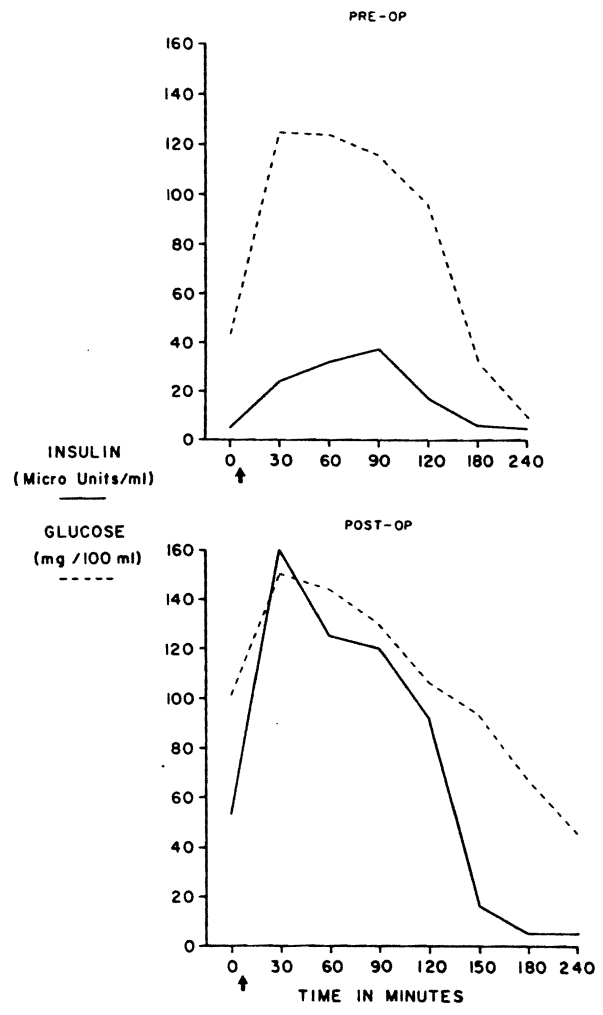 PRE-OP
160
140
120
100
80
60
40
20
0
0 30 60 90 120 180 240
INSULIN
(Micro Units/ml)
GLUCOSE
(mg /100 ml)
POST-OP
160
140
120
100
80
60
40
20
0
0 30 60 90 120 150 180 240
TIME IN MINUTES